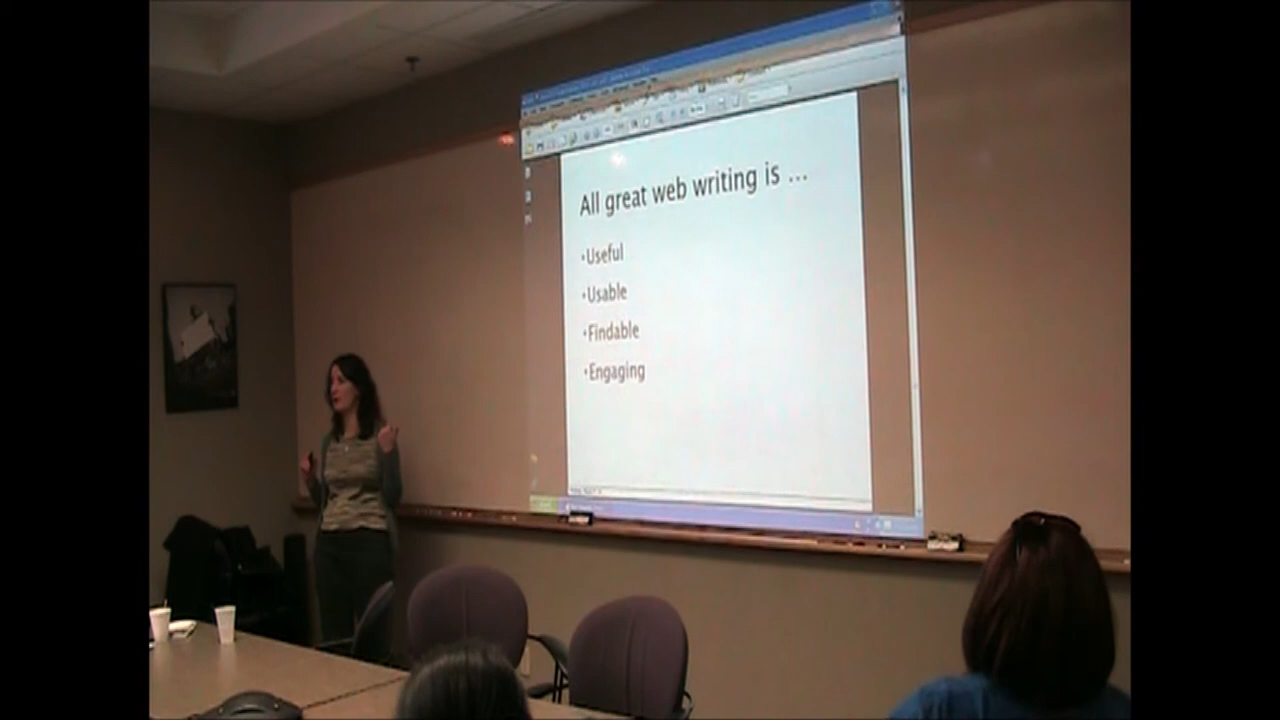 All great web writing is ...
•Useful
•Usable
•Findable
•Engaging